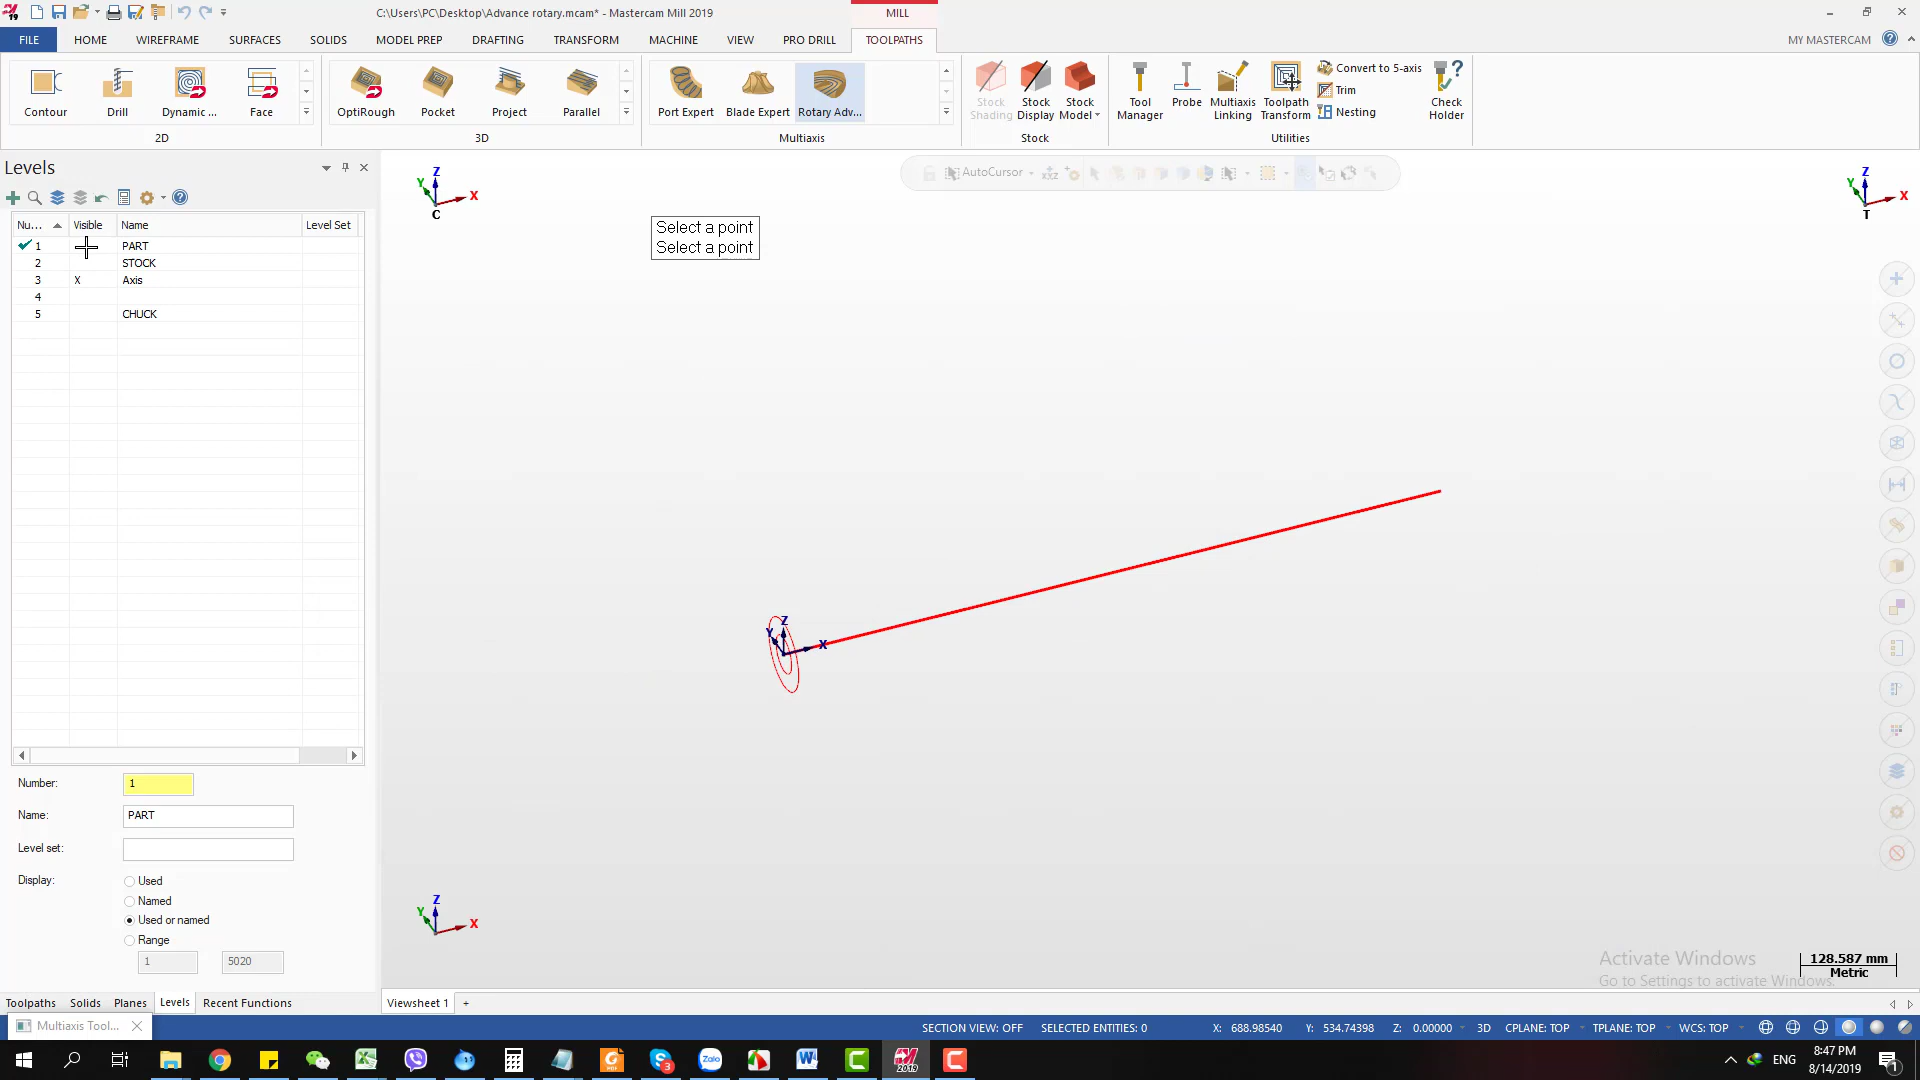 C:\Users\PC\Desktop\Advance rotary.mcam* - Mastercam Mill 2019
MILL
FILE HOME WIREFRAME SURFACES SOLIDS MODEL PREP DRAFTING TRANSFORM MACHINE VIEW PRO DRILL TOOLPATHS MY MASTERCAM
Contour Drill Dynamic ... Face OptiRough Pocket Project Parallel Port Expert Blade Expert Rotary Adv... Stock Shading Stock Display Stock Model Tool Manager Probe Multiaxis Linking Toolpath Transform Convert to 5-axis Trim Nesting Check Holder
2D 3D Multiaxis Stock Utilities
Levels
AutoCursor
Nu... Visible Name Level Set
1 PART
2 STOCK
3 X Axis
4
5 CHUCK
Select a point
Select a point
Z Y X C
Z Y X T
Z Y X
Number: 1
Name: PART
Level set:
Display: Used
Named
Used or named
Range
1 5020
Z Y X
Activate Windows
Go to Settings to activate Windows.
128.587 mm
Metric
Toolpaths Solids Planes Levels Recent Functions
Viewsheet 1 +
Multiaxis Tool...
SECTION VIEW: OFF SELECTED ENTITIES: 0 X: 688.98540 Y: 534.74398 Z: 0.00000 3D CPLANE: TOP TPLANE: TOP WCS: TOP
ENG
8:47 PM
8/14/2019